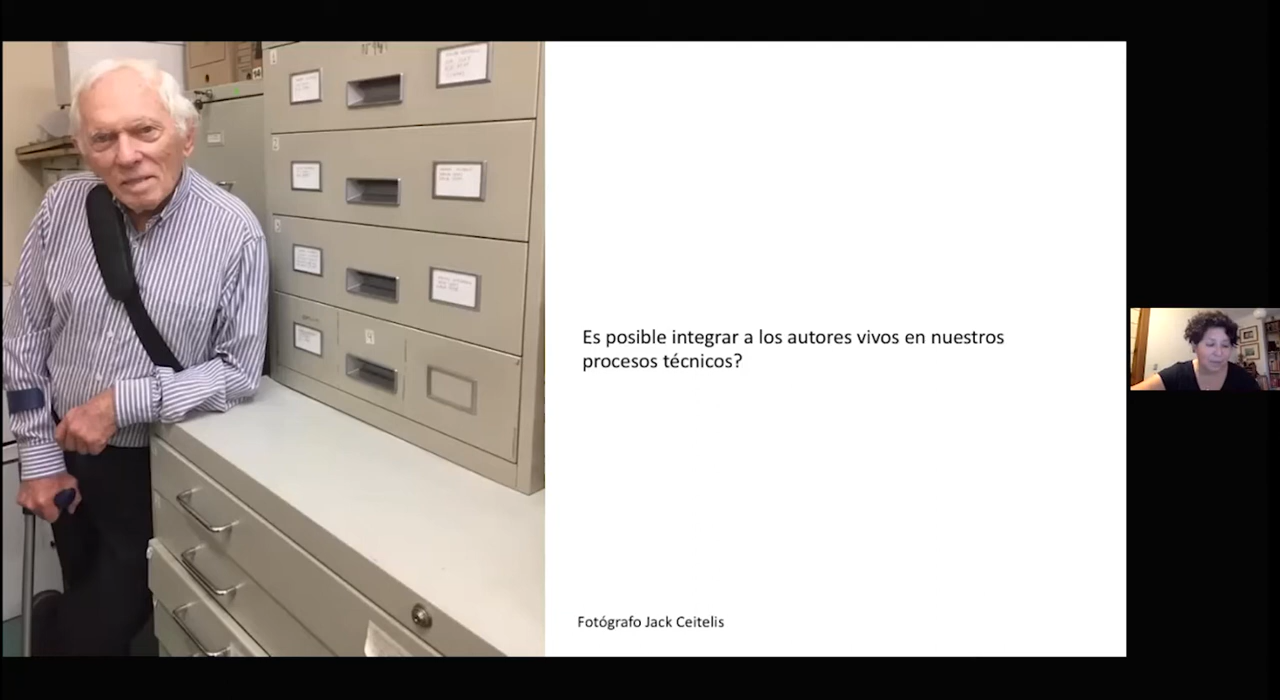 Es posible integrar a los autores vivos en nuestros
procesos técnicos?
Fotógrafo Jack Ceitelis